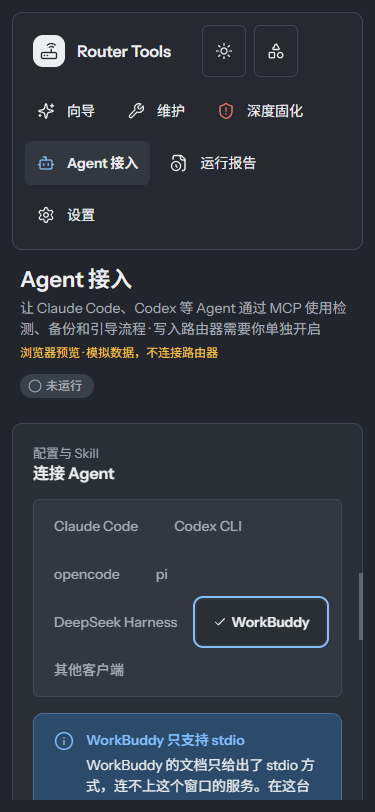 Router Tools
向导
维护
深度固化
Agent 接入
运行报告
设置
Agent 接入
让 Claude Code、Codex 等 Agent 通过 MCP 使用检
测、备份和引导流程 · 写入路由器需要你单独开启
浏览器预览 · 模拟数据，不连接路由器
未运行
配置与 Skill
连接 Agent
Claude Code
Codex CLI
opencode
pi
DeepSeek Harness
WorkBuddy
其他客户端
WorkBuddy 只支持 stdio
WorkBuddy 的文档只给出了 stdio 方
式，连不上这个窗口的服务。在这台